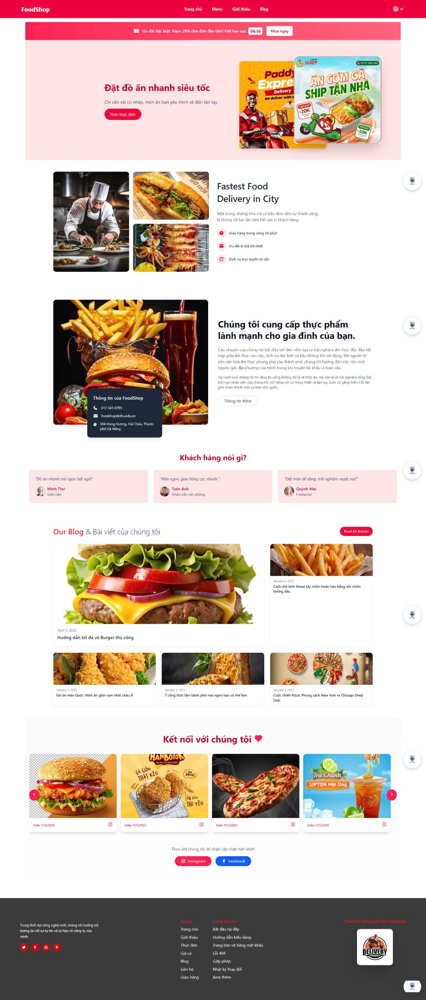 FoodShop
Trang chủ
Menu
Giới thiệu
Blog
Ưu đãi đặc biệt: Giảm 20% cho đơn đầu tiên! Hết hạn sau 04:16
Mua ngay
Đặt đồ ăn nhanh siêu tốc
Chỉ cần vài cú nhấp, món ăn bạn yêu thích sẽ đến tận tay.
Xem thực đơn
Paddy
Expre
Delivery
we deliver with s
tacayo
0775 249 249
ĂN CƠM GÀ
SHIP TẬN NHÀ
FREESHIP
20K
FREESHIP
10K
Fastest Food
Delivery in City
Một trong những tiêu chí cơ bản đem đến sự thành công
là chúng tôi lun tận tâm hết sức vì khách hàng
Giao hàng trong vòng 30 phút
Ưu đãi & Giá tốt nhất
Dịch vụ trực tuyến có sẵn
Chúng tôi cung cấp thực phẩm
lành mạnh cho gia đình của bạn.
Câu chuyện của chúng tôi bắt đầu với tầm nhìn tạo ra trải nghiệm ẩm thực độc đáo kết
hợp giữa ẩm thực cao cấp, dịch vụ đặc biệt và bầu không khí sôi động. Bắt nguồn từ
nền văn hóa ẩm thực phong phú của thành phố, chúng tôi hướng đến việc tôn vinh
nguồn gốc địa phương của mình trong khi truyền tải khẩu vị toàn cầu.
Tại FastFood, chúng tôi tin rằng ăn uống không chỉ là về thức ăn, mà còn là về trải nghiệm tổng thể.
Đội ngũ nhân viên của chúng tôi, nổi tiếng với sự nồng nhiệt và tận tụy, luôn cố gắng biến mỗi lần
ghé thăm thành một sự kiện khó quên.
Thông tin thêm
Thông tin của FoodShop
012 345 6789
foodshop@dtu.edu.vn
304 Hùng Vương, Hải Châu, Thành
phố Đà Nẵng
Khách hàng nói gì?
"Đồ ăn nhanh mà ngon bất ngờ!"
Minh Thư
Sinh viên
"Món ngon, giao hàng cực nhanh."
Tuấn Anh
Nhân viên văn phòng
"Đặt món dễ dàng, trải nghiệm mượt mà!"
Quỳnh Mai
Freelancer
Our Blog & Bài viết của chúng tôi
Read All Articles
April 3, 2025
Hướng dẫn tối đa về Burger thủ công
January 3, 2023
Cách chế biến khoai tây chiên hoàn hảo bằng nồi chiên
không dầu
January 3, 2023
Gà rán Hàn Quốc: Món ăn giòn rụm nhất châu Á
January 3, 2023
7 công thức làm bánh phô mai ngon bạn có thể làm
January 3, 2023
Cuộc chiến Pizza: Phong cách New York vs Chicago Deep
Dish
Kết nối với chúng tôi
GÀ BƠ TỎI HÀN QUỐC
GÀ GIÒN
THẬT KÊU
Chỉ
39
CẮN VÀO
THÌ YÊU
Trà Chanh
LIPTON Mật Ong
KDrink
Date: 17/5/2025
Date: 17/5/2025
Date: 17/5/2025
Date: 17/5/2025
Theo dõi chúng tôi để nhận cập nhật mới nhất!
Instagram
Facebook
Trong thời đại công nghệ mới, chúng tôi hướng tới
tương lai với sự tự tin và tự hào về công ty của
mình.
Trang
Trang chủ
Giới thiệu
Thực đơn
Giá cả
Blog
Liên hệ
Giao hàng
Trang tiện ích
Bắt đầu tại đây
Hướng dẫn kiểu dáng
Trang bảo vệ bằng mật khẩu
Lỗi 404
Giấy phép
Nhật ký thay đổi
Xem thêm
Theo dõi chúng tôi trên Instagram
DELIVERY
EXPRESS